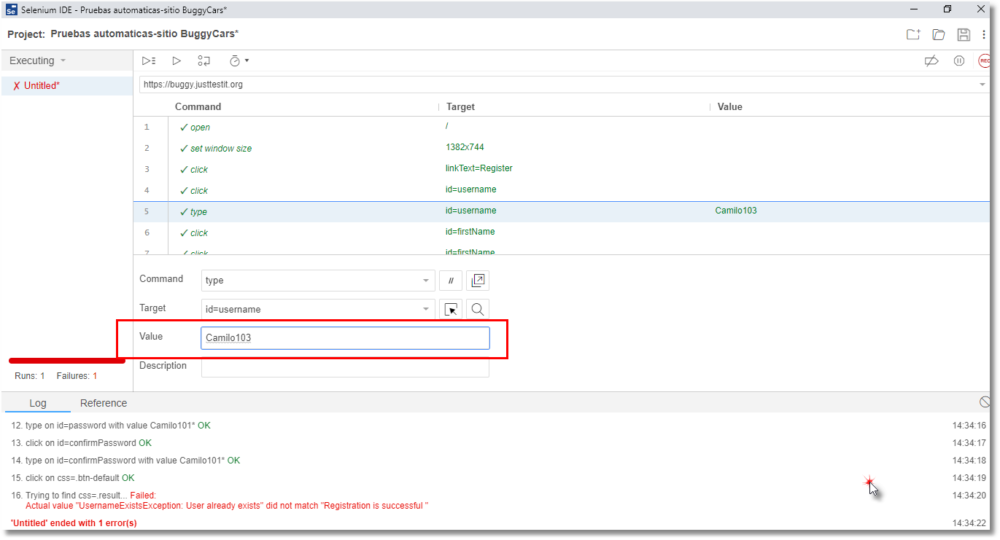 Se Selenium IDE - Pruebas automaticas-sitio BuggyCars*
Project: Pruebas automaticas-sitio BuggyCars*
Executing
REC
✗ Untitled*
https://buggy.justtestit.org
Command Target Value
1 ✓ open /
2 ✓ set window size 1382x744
3 ✓ click linkText=Register
4 ✓ click id=username
5 ✓ type id=username Camilo103
6 ✓ click id=firstName
7 ✓ click id=firstName
Command type //
Target id=username
Value Camilo103
Description
Runs: 1 Failures: 1
Log Reference
12. type on id=password with value Camilo101* OK 14:34:16
13. click on id=confirmPassword OK 14:34:17
14. type on id=confirmPassword with value Camilo101* OK 14:34:18
15. click on css=.btn-default OK 14:34:19
16. Trying to find css=.result... Failed: 14:34:20
Actual value "UsernameExistsException: User already exists" did not match "Registration is successful "
'Untitled' ended with 1 error(s) 14:34:22